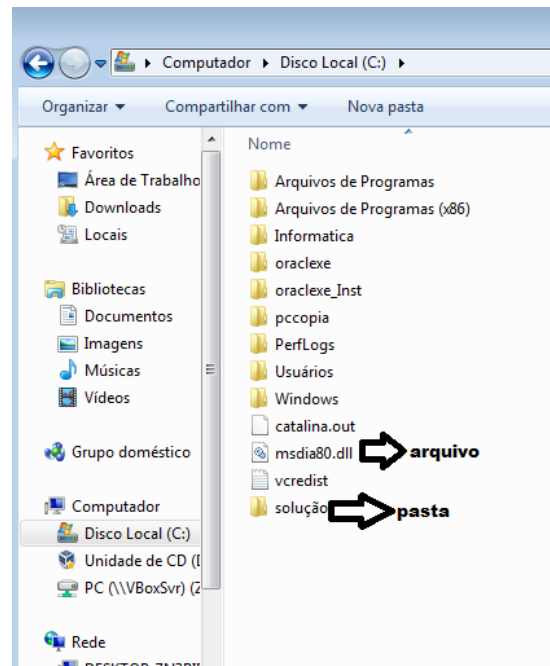 Computador ▸ Disco Local (C:) ▸
Organizar Compartilhar com Nova pasta
Favoritos
Área de Trabalho
Downloads
Locais
Bibliotecas
Documentos
Imagens
Músicas
Vídeos
Grupo doméstico
Computador
Disco Local (C:)
Unidade de CD (
PC (\\VBoxSvr) (
Rede
Nome
Arquivos de Programas
Arquivos de Programas (x86)
Informatica
oraclexe
oraclexe_Inst
pccopia
PerfLogs
Usuários
Windows
catalina.out
msdia80.dll arquivo
vcredist
solução pasta